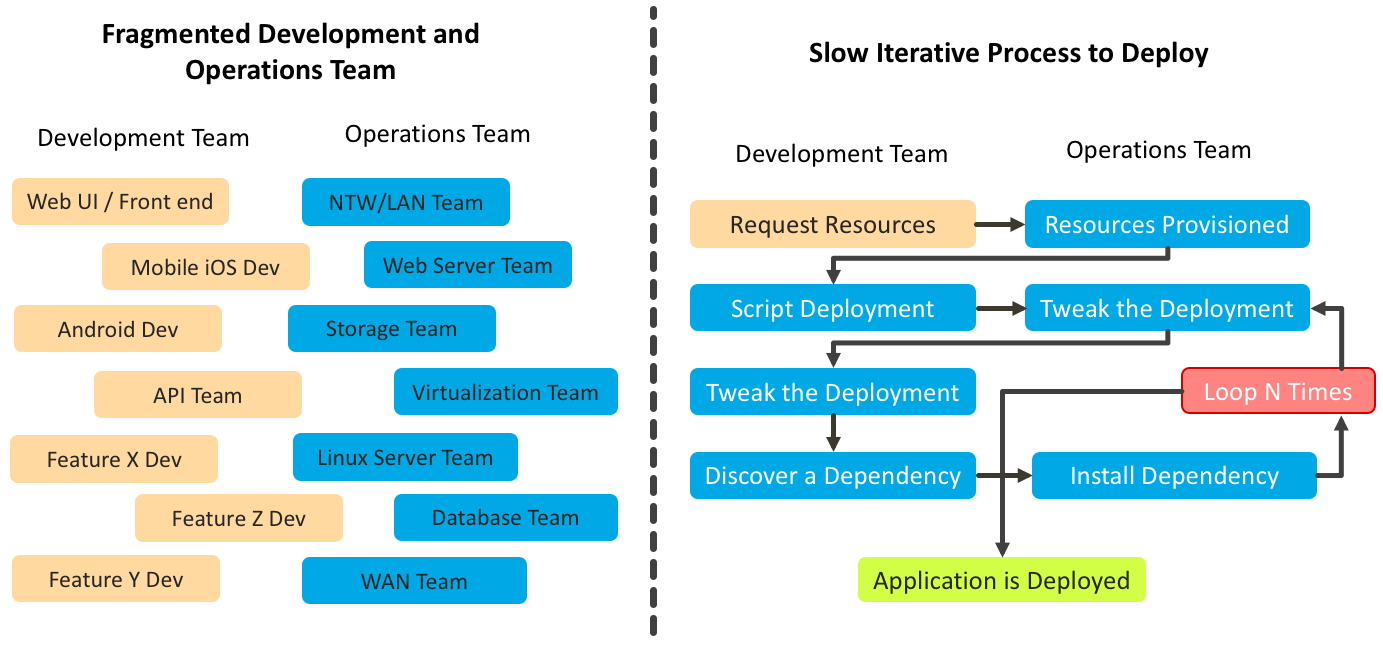 Fragmented Development and
Operations Team
Development Team
Operations Team
Web UI / Front end
NTW/LAN Team
Mobile iOS Dev
Web Server Team
Android Dev
Storage Team
API Team
Virtualization Team
Feature X Dev
Linux Server Team
Feature Z Dev
Database Team
Feature Y Dev
WAN Team
Slow Iterative Process to Deploy
Development Team
Operations Team
Request Resources
Resources Provisioned
Script Deployment
Tweak the Deployment
Tweak the Deployment
Loop N Times
Discover a Dependency
Install Dependency
Application is Deployed